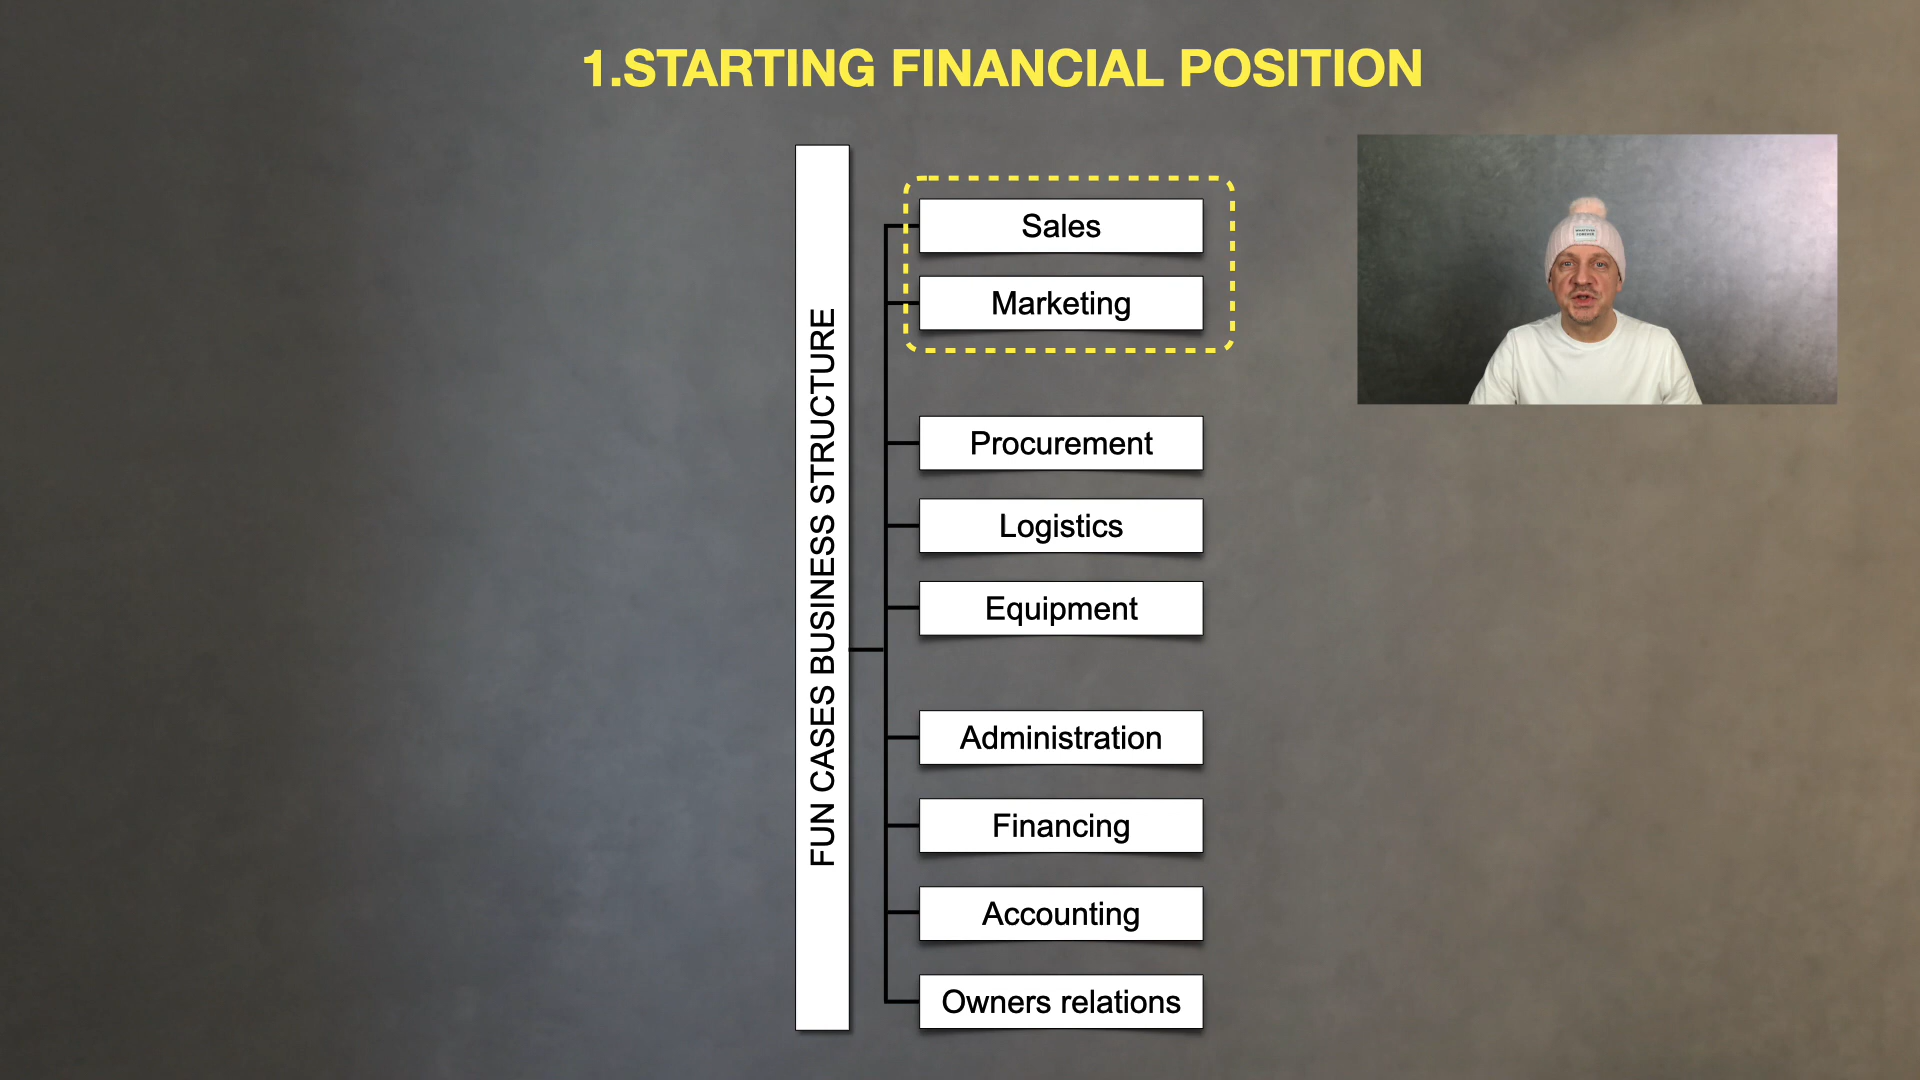 1.STARTING FINANCIAL POSITION
FUN CASES BUSINESS STRUCTURE
Sales
Marketing
Procurement
Logistics
Equipment
Administration
Financing
Accounting
Owners relations